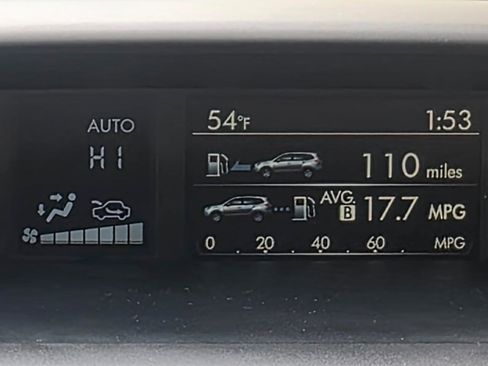 AUTO
HI
54°F 1:53
110 miles
AVG.
B 17.7 MPG
0 20 40 60 MPG